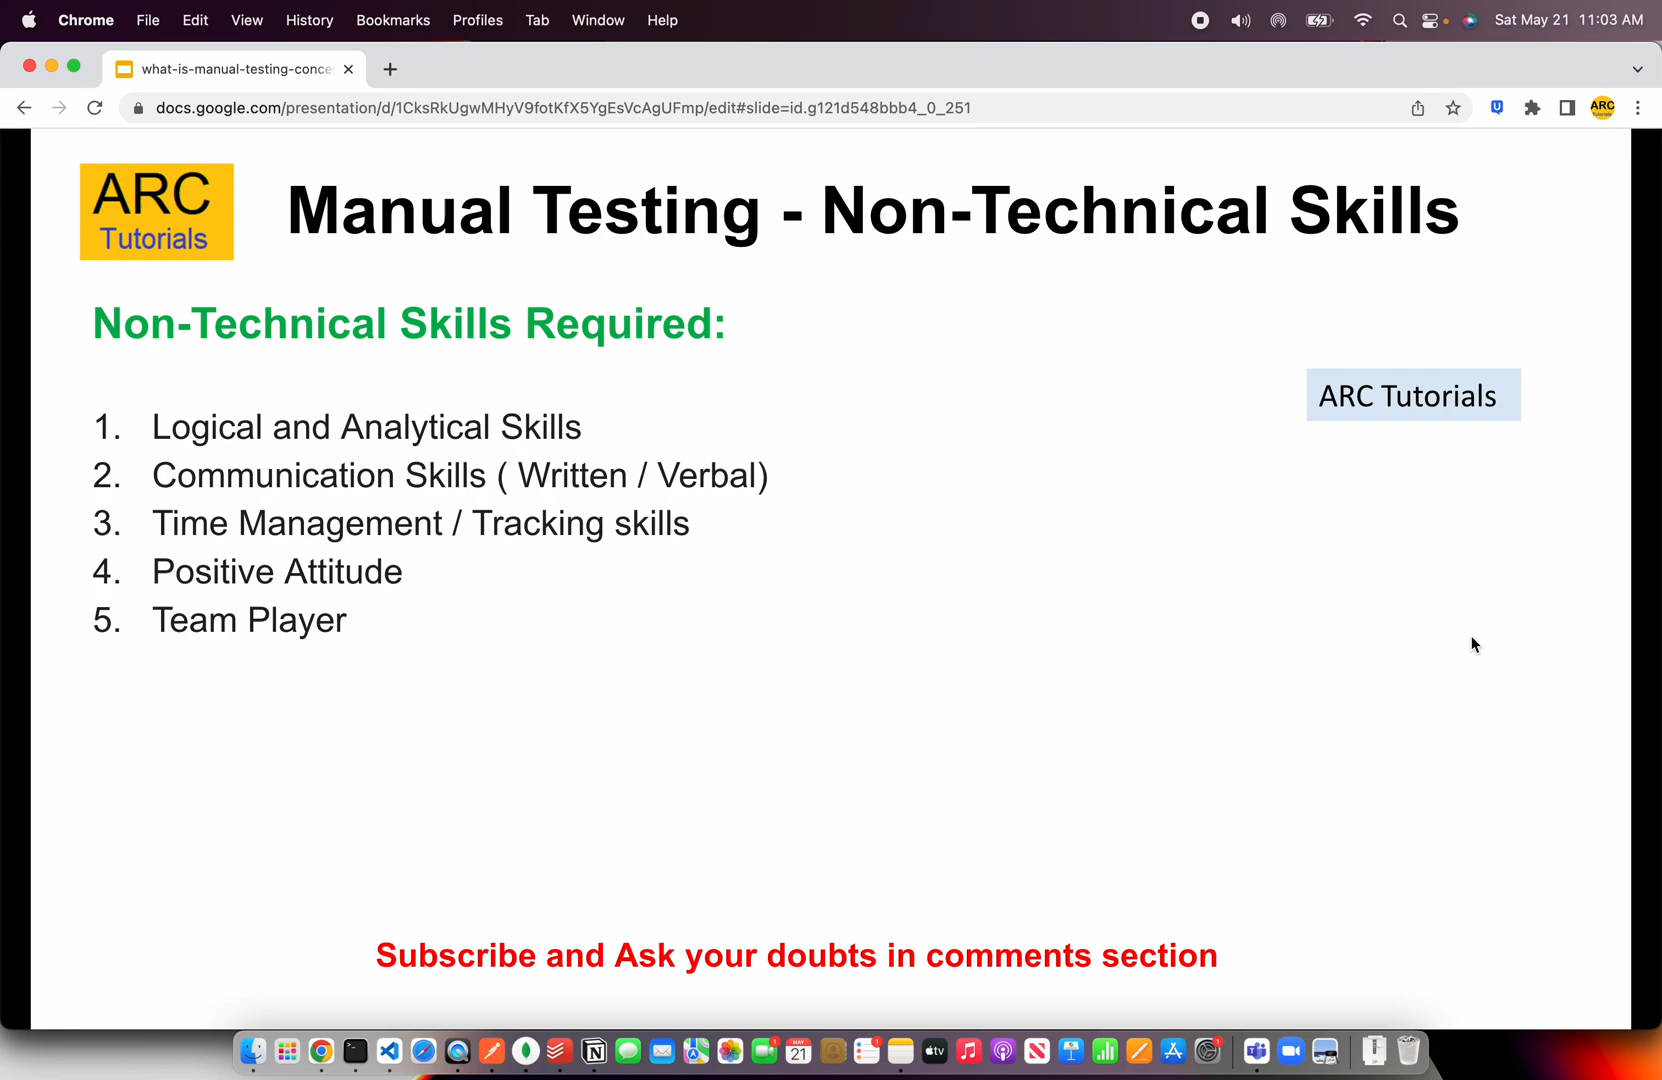 Chrome File Edit View History Bookmarks Profiles Tab Window Help Sat May 21 11:03 AM
what-is-manual-testing-conce
docs.google.com/presentation/d/1CksRkUgwMHyV9fotKfX5YgEsVcAgUFmp/edit#slide=id.g121d548bbb4_0_251
ARC
Tutorials
Manual Testing - Non-Technical Skills
Non-Technical Skills Required:
ARC Tutorials
1. Logical and Analytical Skills
2. Communication Skills ( Written / Verbal)
3. Time Management / Tracking skills
4. Positive Attitude
5. Team Player
Subscribe and Ask your doubts in comments section
MAY
21
tv